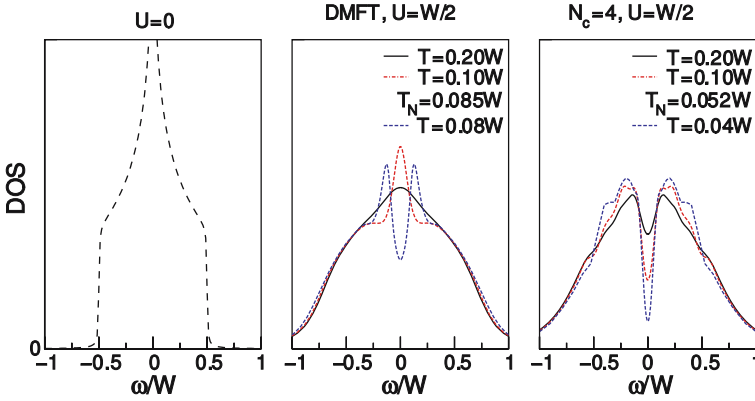 U=0
DOS
0
−1 −0.5 0 0.5 1
ω/W
DMFT, U=W/2
T=0.20W
T=0.10W
T_N=0.085W
T=0.08W
−1 −0.5 0 0.5 1
ω/W
N_c=4, U=W/2
T=0.20W
T=0.10W
T_N=0.052W
T=0.04W
−1 −0.5 0 0.5 1
ω/W